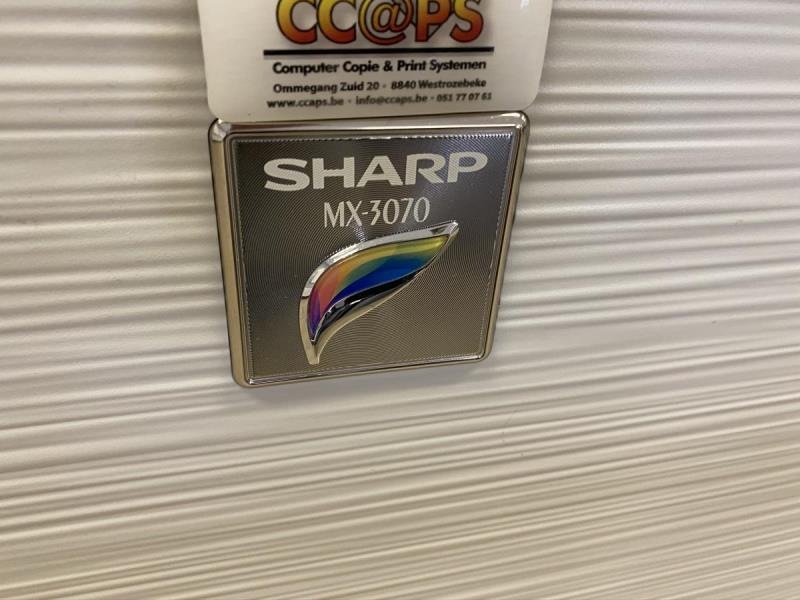 CC@PS
Computer Copie & Print Systemen
Ommegang Zuid 20 • 8840 Westrozebeke
www.ccaps.be • info@ccaps.be • 051 77 07 61
SHARP
MX-3070